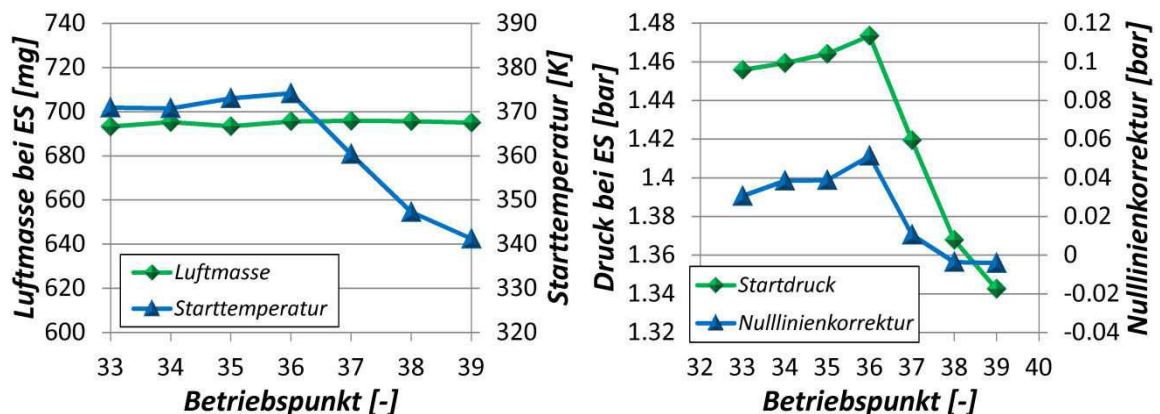 Luftmasse bei ES [mg]
740
720
700
680
660
640
620
600
390
380
370
360
350
340
330
320
Starttemperatur [K]
Luftmasse
Starttemperatur
33 34 35 36 37 38 39
Betriebspunkt [-]
Druck bei ES [bar]
1.48
1.46
1.44
1.42
1.4
1.38
1.36
1.34
1.32
0.12
0.1
0.08
0.06
0.04
0.02
0
-0.02
-0.04
Nulllinienkorrektur [bar]
Startdruck
Nulllinienkorrektur
32 33 34 35 36 37 38 39 40
Betriebspunkt [-]